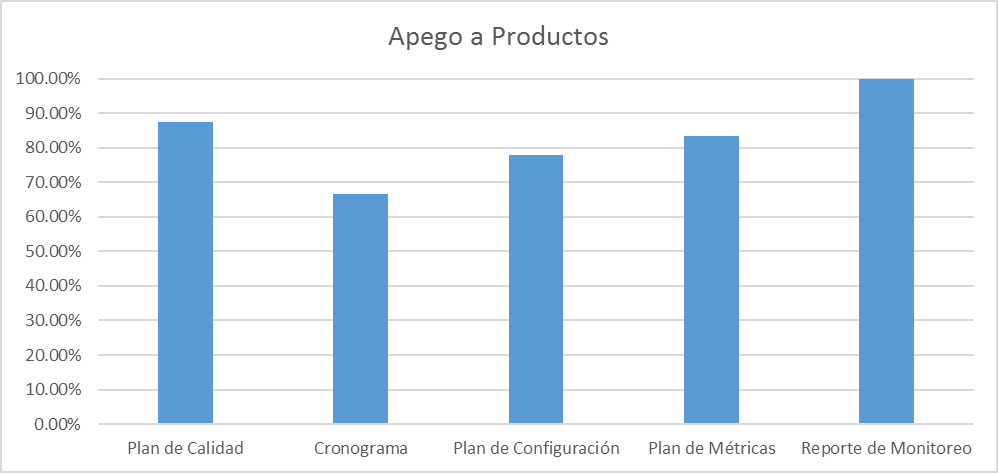 Apego a Productos
100.00%
90.00%
80.00%
70.00%
60.00%
50.00%
40.00%
30.00%
20.00%
10.00%
0.00%
Plan de Calidad
Cronograma
Plan de Configuración
Plan de Métricas
Reporte de Monitoreo